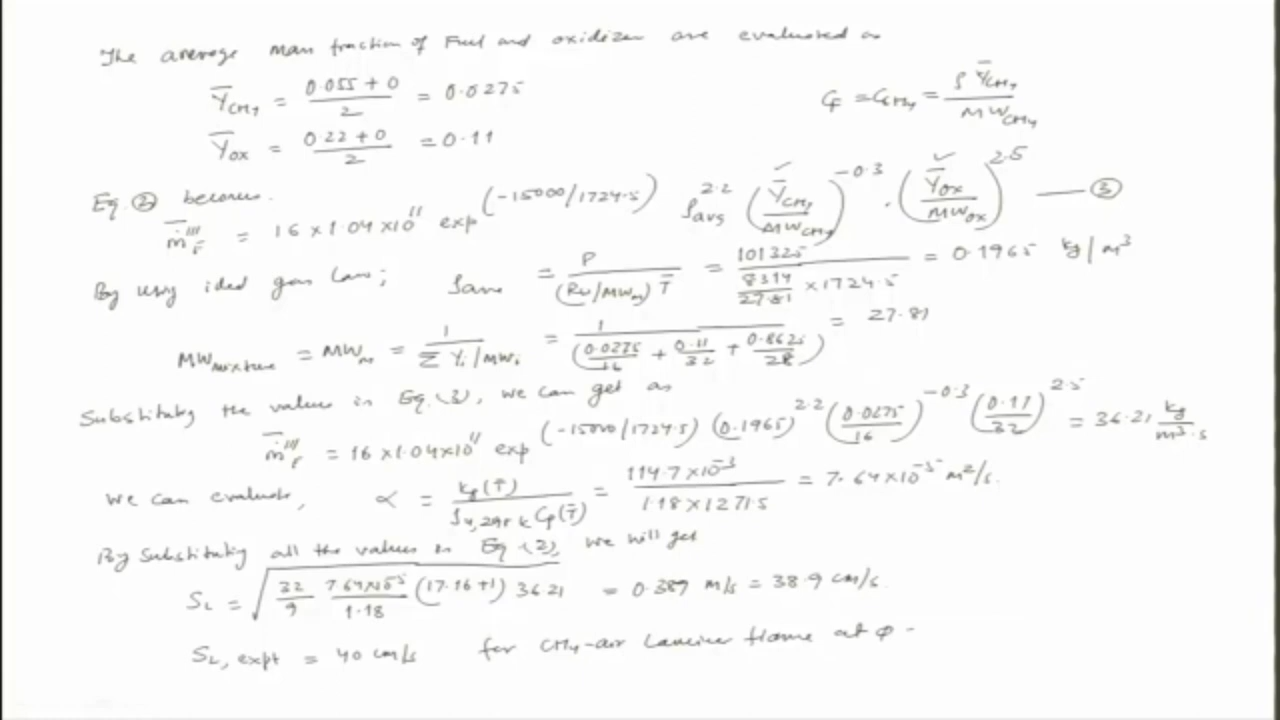 The average mass fraction of Fuel and oxidizer are evaluated as
Ȳ_CH4 = (0.055 + 0)/2 = 0.0275
C_F = C_CH4 = ρ Ȳ_CH4 / MW_CH4
Ȳ_OX = (0.22 + 0)/2 = 0.11
Eq. ② becomes.
ṁ̄_F''' = 16 × 1.04 × 10^11 exp^(-15000/1724.5) ρ_avg^2.2 (Ȳ_CH4 / MW_CH4)^-0.3 . (Ȳ_ox / MW_ox)^2.5 — ③
By using ideal gas law; ρ_avg = P / ((Ru/MW_m) T̄) = 101325 / (8314/27.81 × 1724.5) = 0.1965 kg/m³
MW_mixture = MW_m = 1 / (Σ Yi/MWi) = 1 / (0.0275/16 + 0.11/32 + 0.8625/28) = 27.81
Substituting the values in Eq. (3), we can get as
ṁ̄_F''' = 16 × 1.04 × 10^11 exp^(-15000/1724.5) (0.1965)^2.2 (0.0275/16)^-0.3 (0.11/32)^2.5 = 36.21 kg/m³.s
We can evaluate, α = kg(T̄) / (ρ_u,298K Cp(T̄)) = 114.7 × 10^-3 / (1.18 × 1271.5) = 7.64 × 10^-5 m²/s.
By substituting all the values in Eq (2), we will get
S_L = √(32/9 7.64×10^-5/1.18 (17.16+1) 36.21) = 0.389 m/s = 38.9 cm/s.
S_L,expt = 40 cm/s for CH4-air Laminar flame at φ -